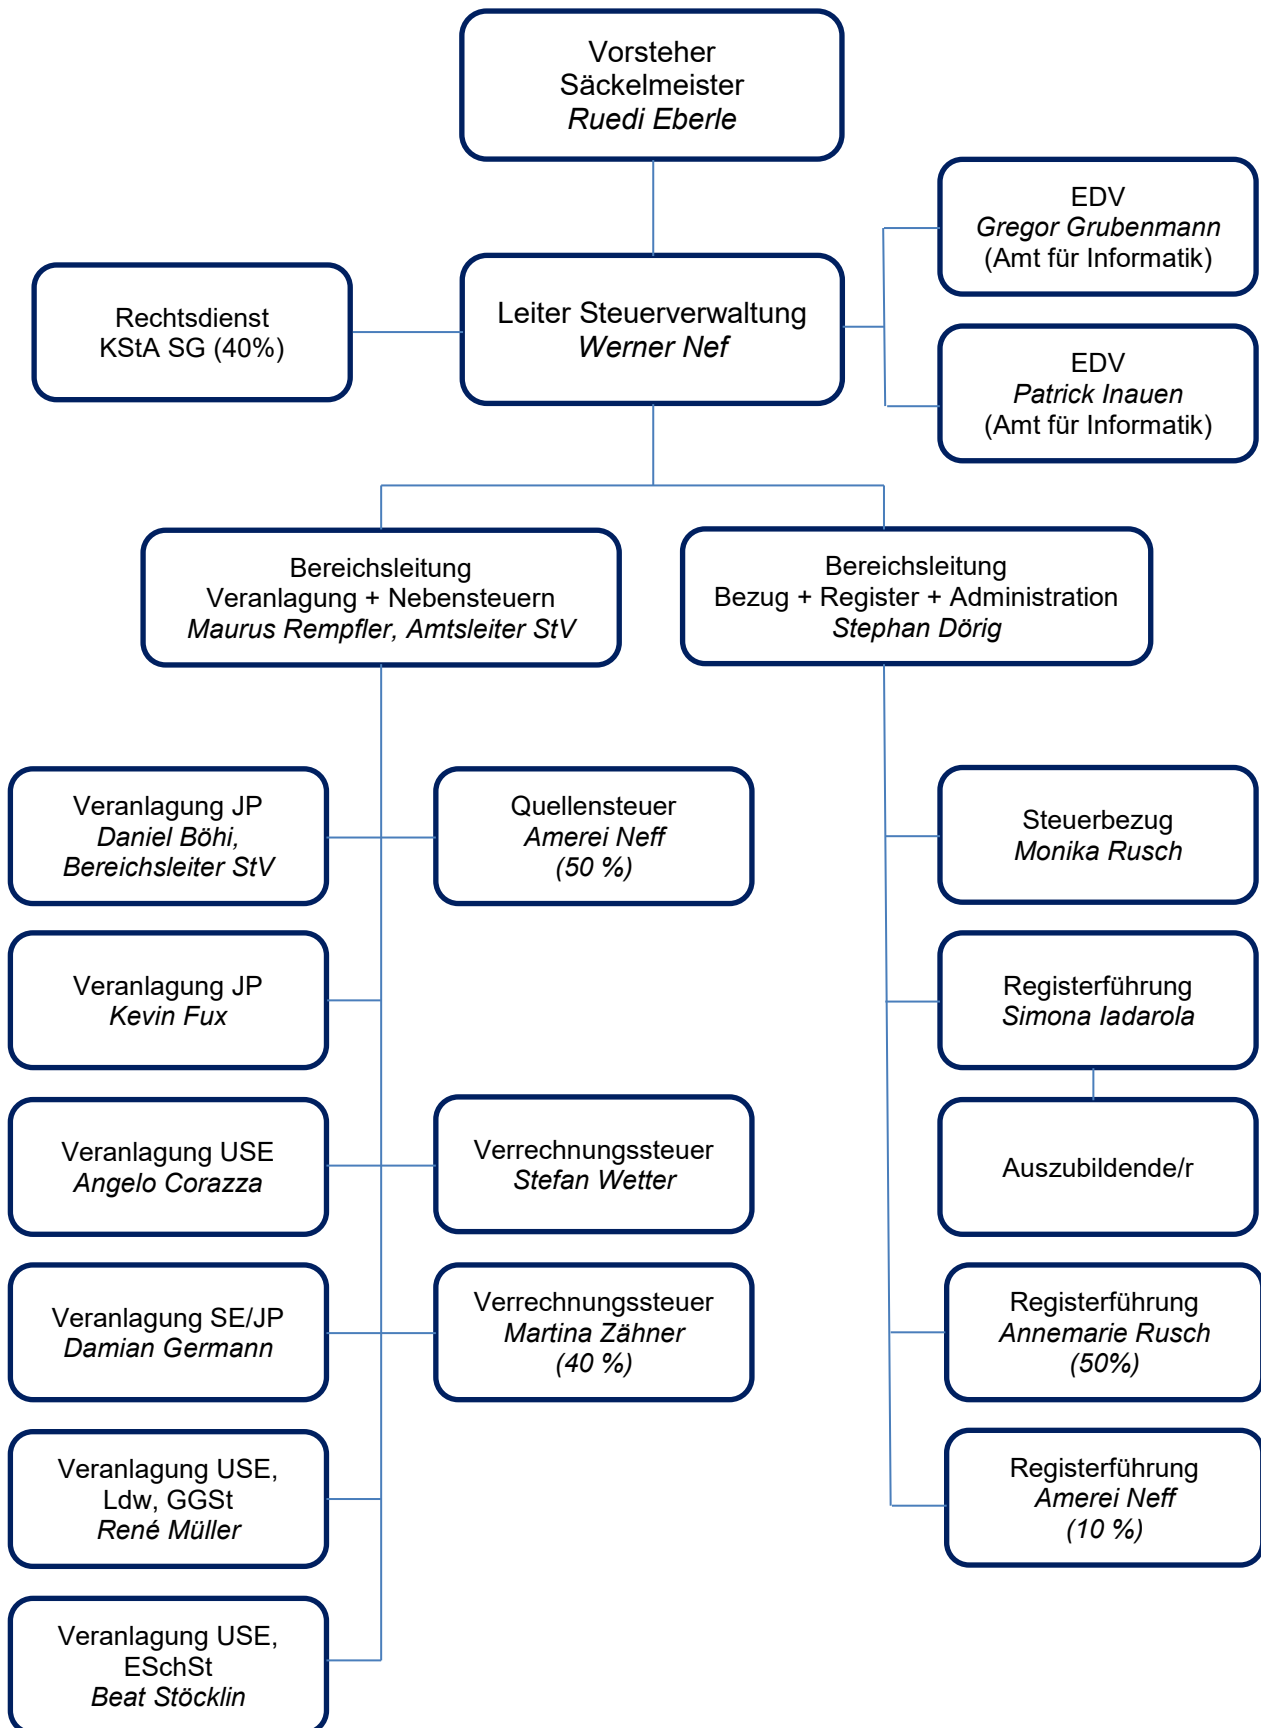 Vorsteher
Säckelmeister
Ruedi Eberle
EDV
Gregor Grubenmann
(Amt für Informatik)
Rechtsdienst
KStA SG (40%)
Leiter Steuerverwaltung
Werner Nef
EDV
Patrick Inauen
(Amt für Informatik)
Bereichsleitung
Veranlagung + Nebensteuern
Maurus Rempfler, Amtsleiter StV
Bereichsleitung
Bezug + Register + Administration
Stephan Dörig
Veranlagung JP
Daniel Böhi,
Bereichsleiter StV
Quellensteuer
Amerei Neff
(50 %)
Steuerbezug
Monika Rusch
Veranlagung JP
Kevin Fux
Registerführung
Simona Iadarola
Veranlagung USE
Angelo Corazza
Verrechnungssteuer
Stefan Wetter
Auszubildende/r
Veranlagung SE/JP
Damian Germann
Verrechnungssteuer
Martina Zähner
(40 %)
Registerführung
Annemarie Rusch
(50%)
Veranlagung USE,
Ldw, GGSt
René Müller
Registerführung
Amerei Neff
(10 %)
Veranlagung USE,
ESchSt
Beat Stöcklin